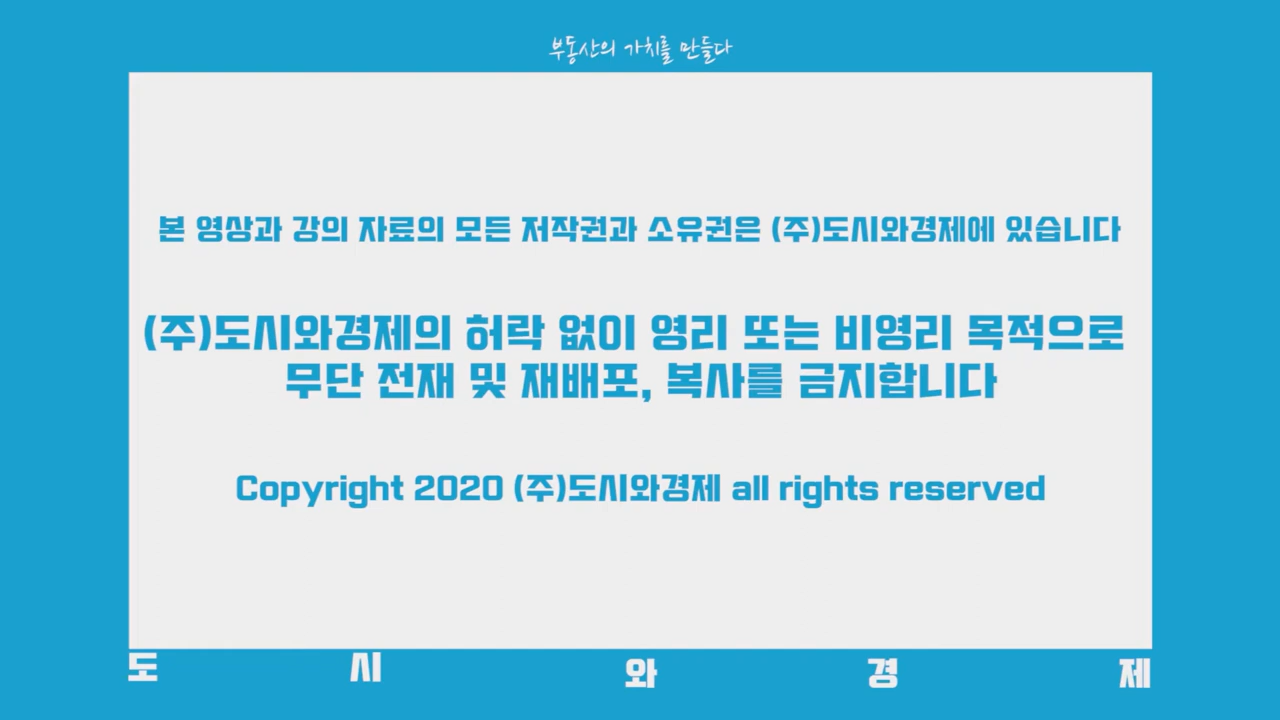 부동산의 가치를 만들다
본 영상과 강의 자료의 모든 저작권과 소유권은 (주)도시와경제에 있습니다
(주)도시와경제의 허락 없이 영리 또는 비영리 목적으로
무단 전재 및 재배포, 복사를 금지합니다
Copyright 2020 (주)도시와경제 all rights reserved
도 시 와 경 제